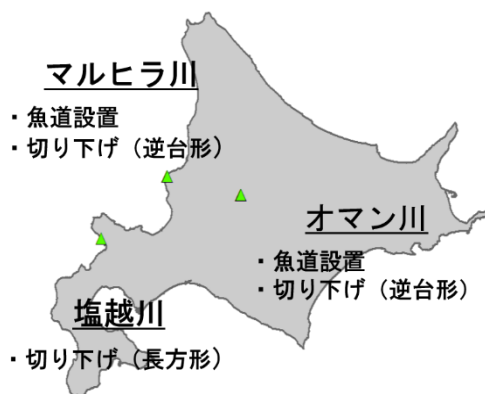 マルヒラ川
・魚道設置
・切り下げ（逆台形）
オマン川
・魚道設置
・切り下げ（逆台形）
塩越川
・切り下げ（長方形）